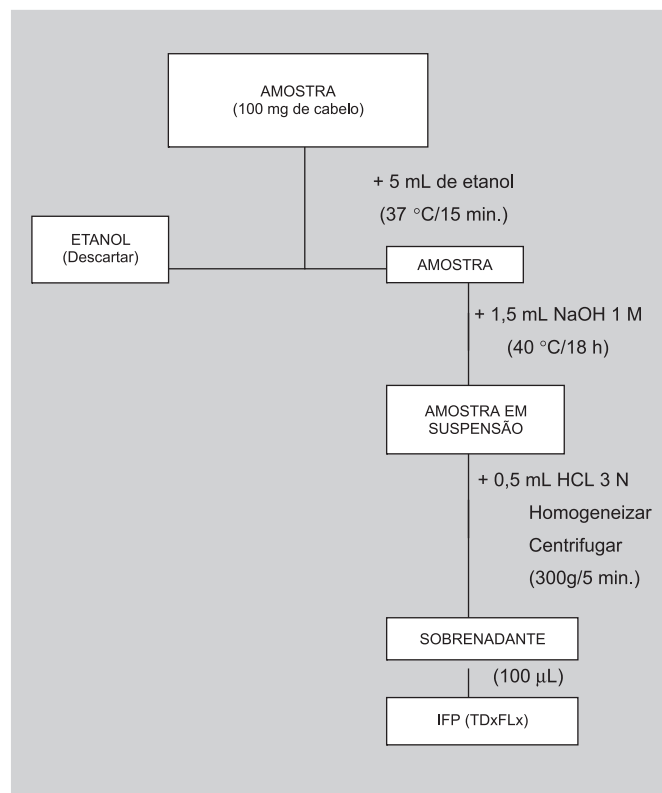 AMOSTRA
(100 mg de cabelo)
+ 5 mL de etanol
(37 °C/15 min.)
ETANOL
(Descartar)
AMOSTRA
+ 1,5 mL NaOH 1 M
(40 °C/18 h)
AMOSTRA EM
SUSPENSÃO
+ 0,5 mL HCL 3 N
Homogeneizar
Centrifugar
(300g/5 min.)
SOBRENADANTE
(100 µL)
IFP (TDxFLx)